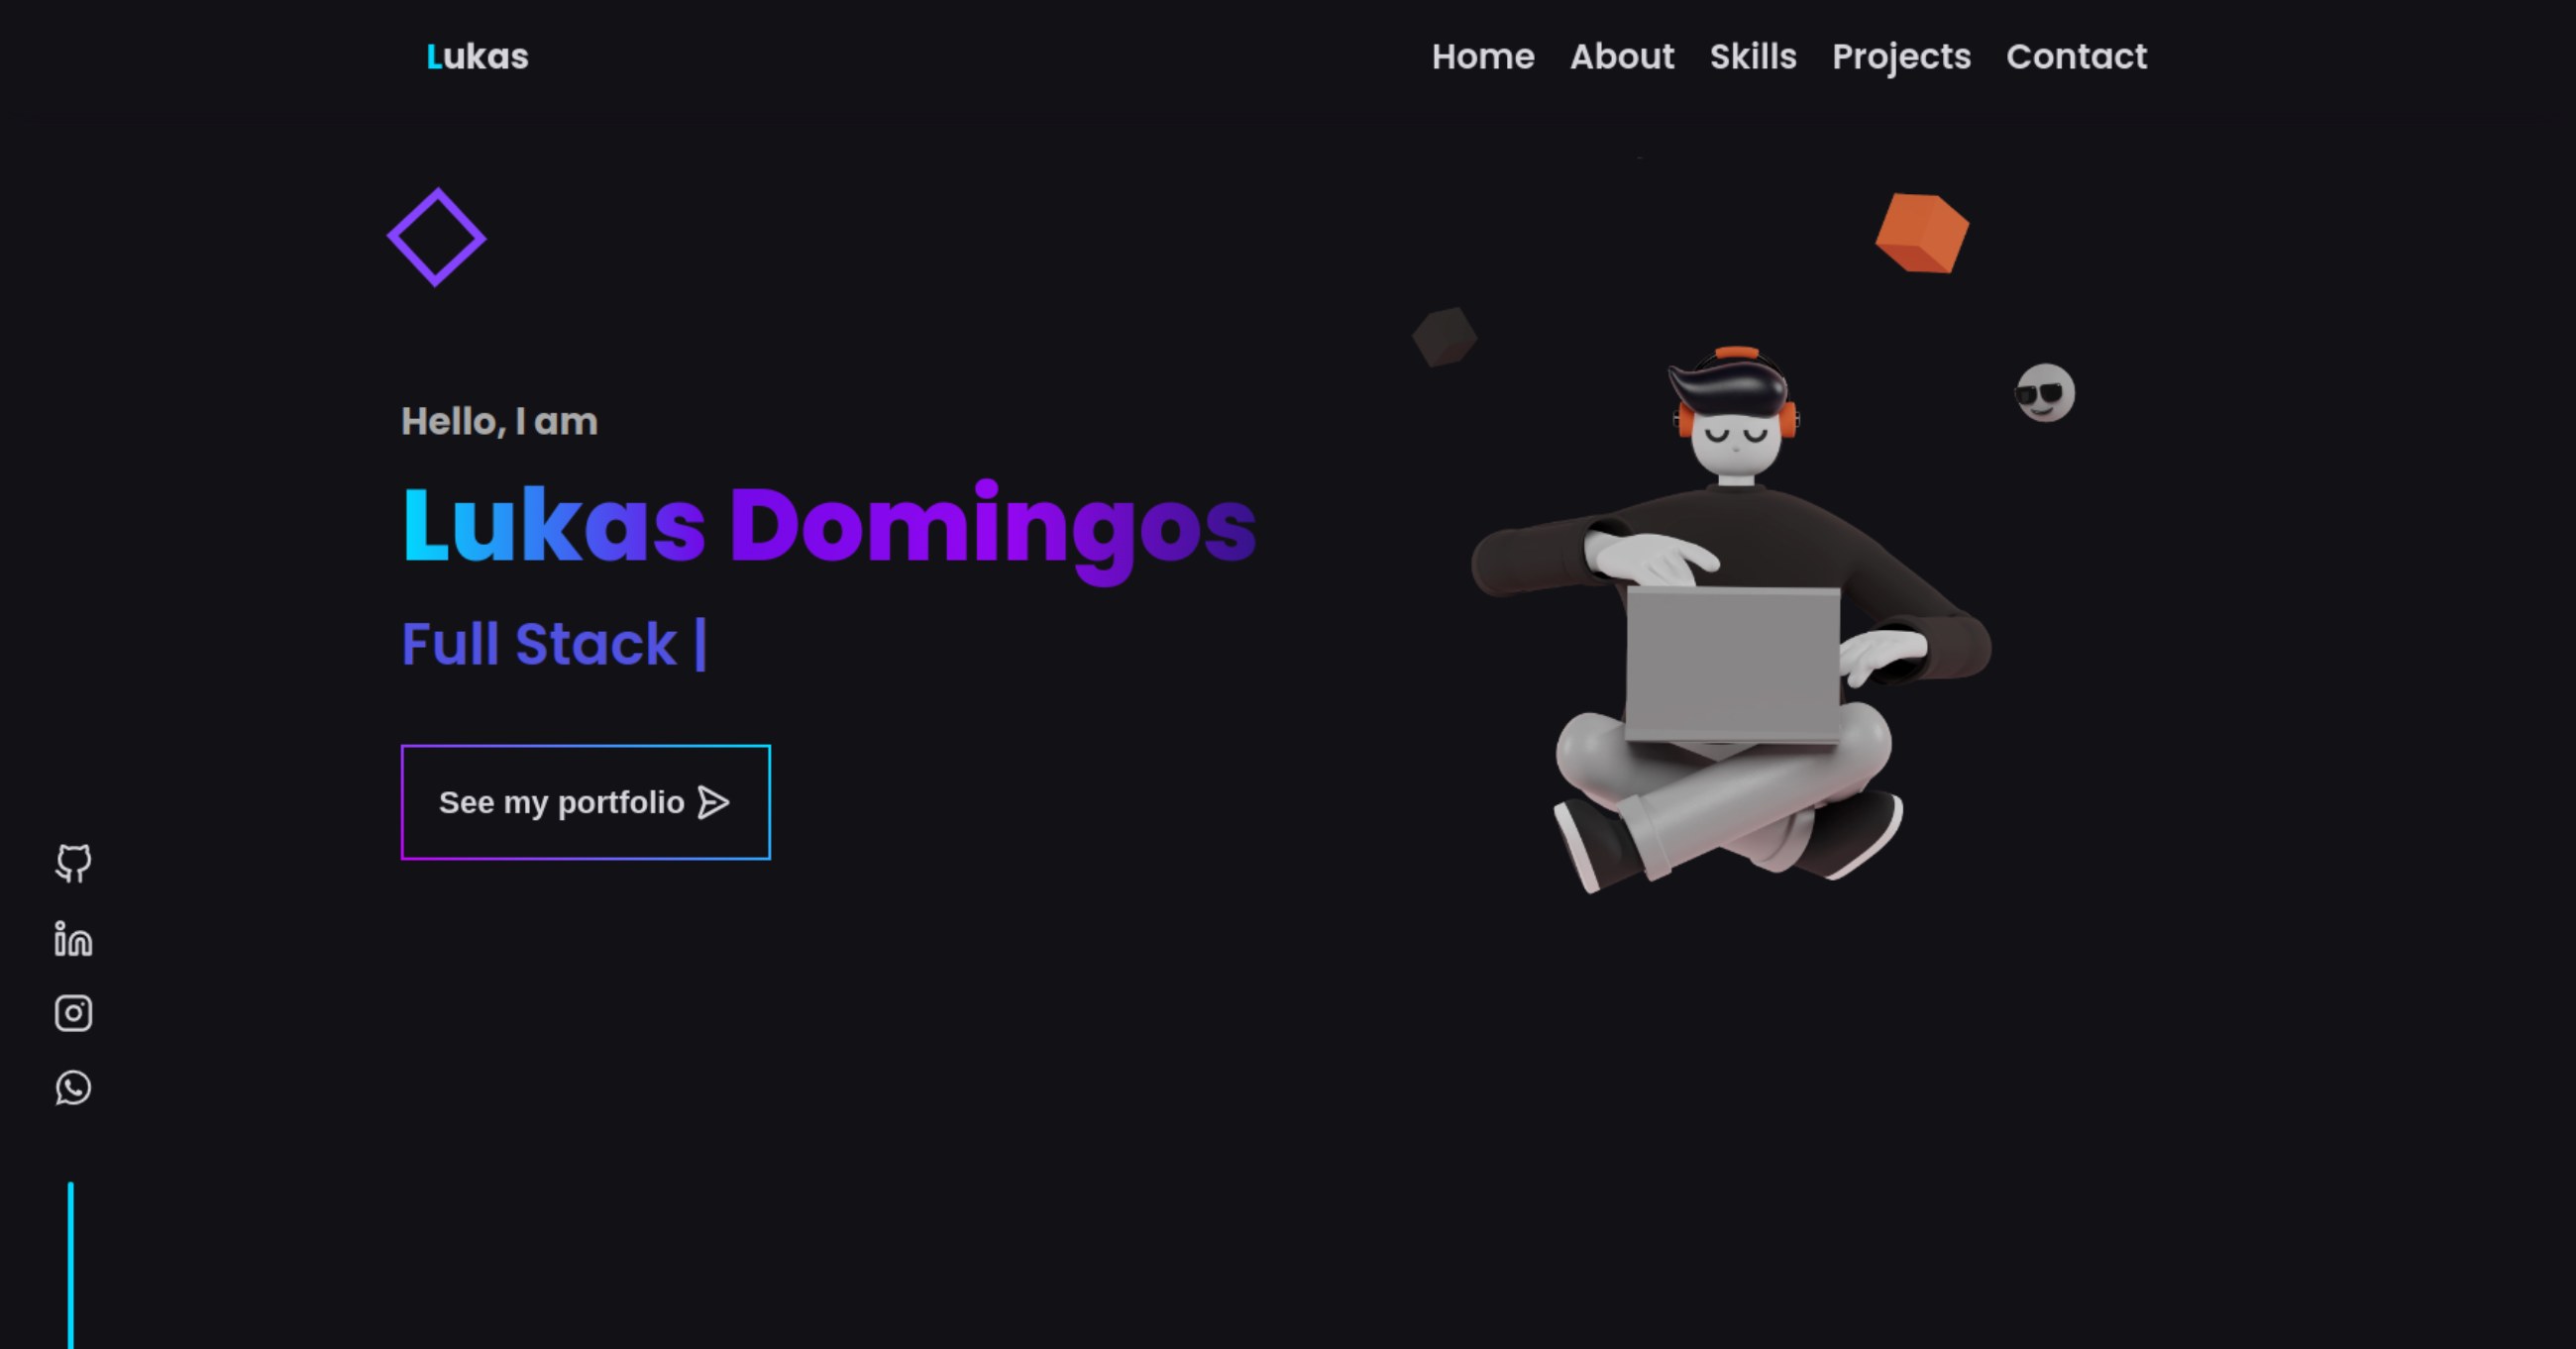 Lukas
Home About Skills Projects Contact
Hello, I am
Lukas Domingos
Full Stack |
See my portfolio